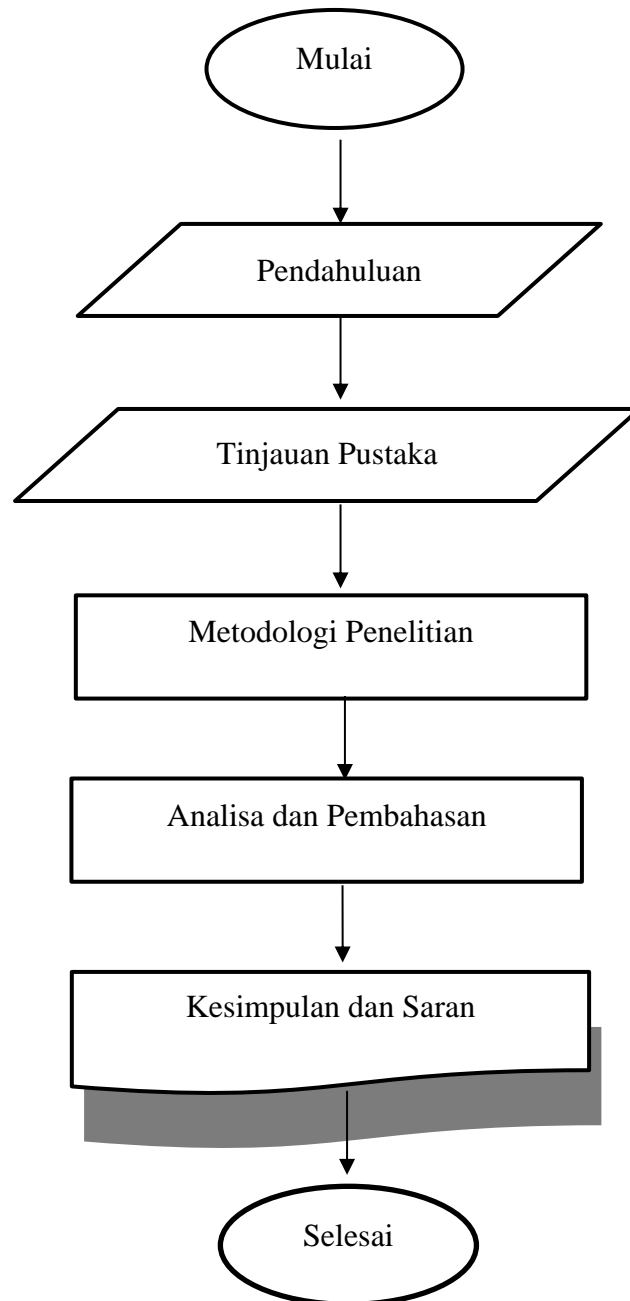 Mulai
Pendahuluan
Tinjauan Pustaka
Metodologi Penelitian
Analisa dan Pembahasan
Kesimpulan dan Saran
Selesai